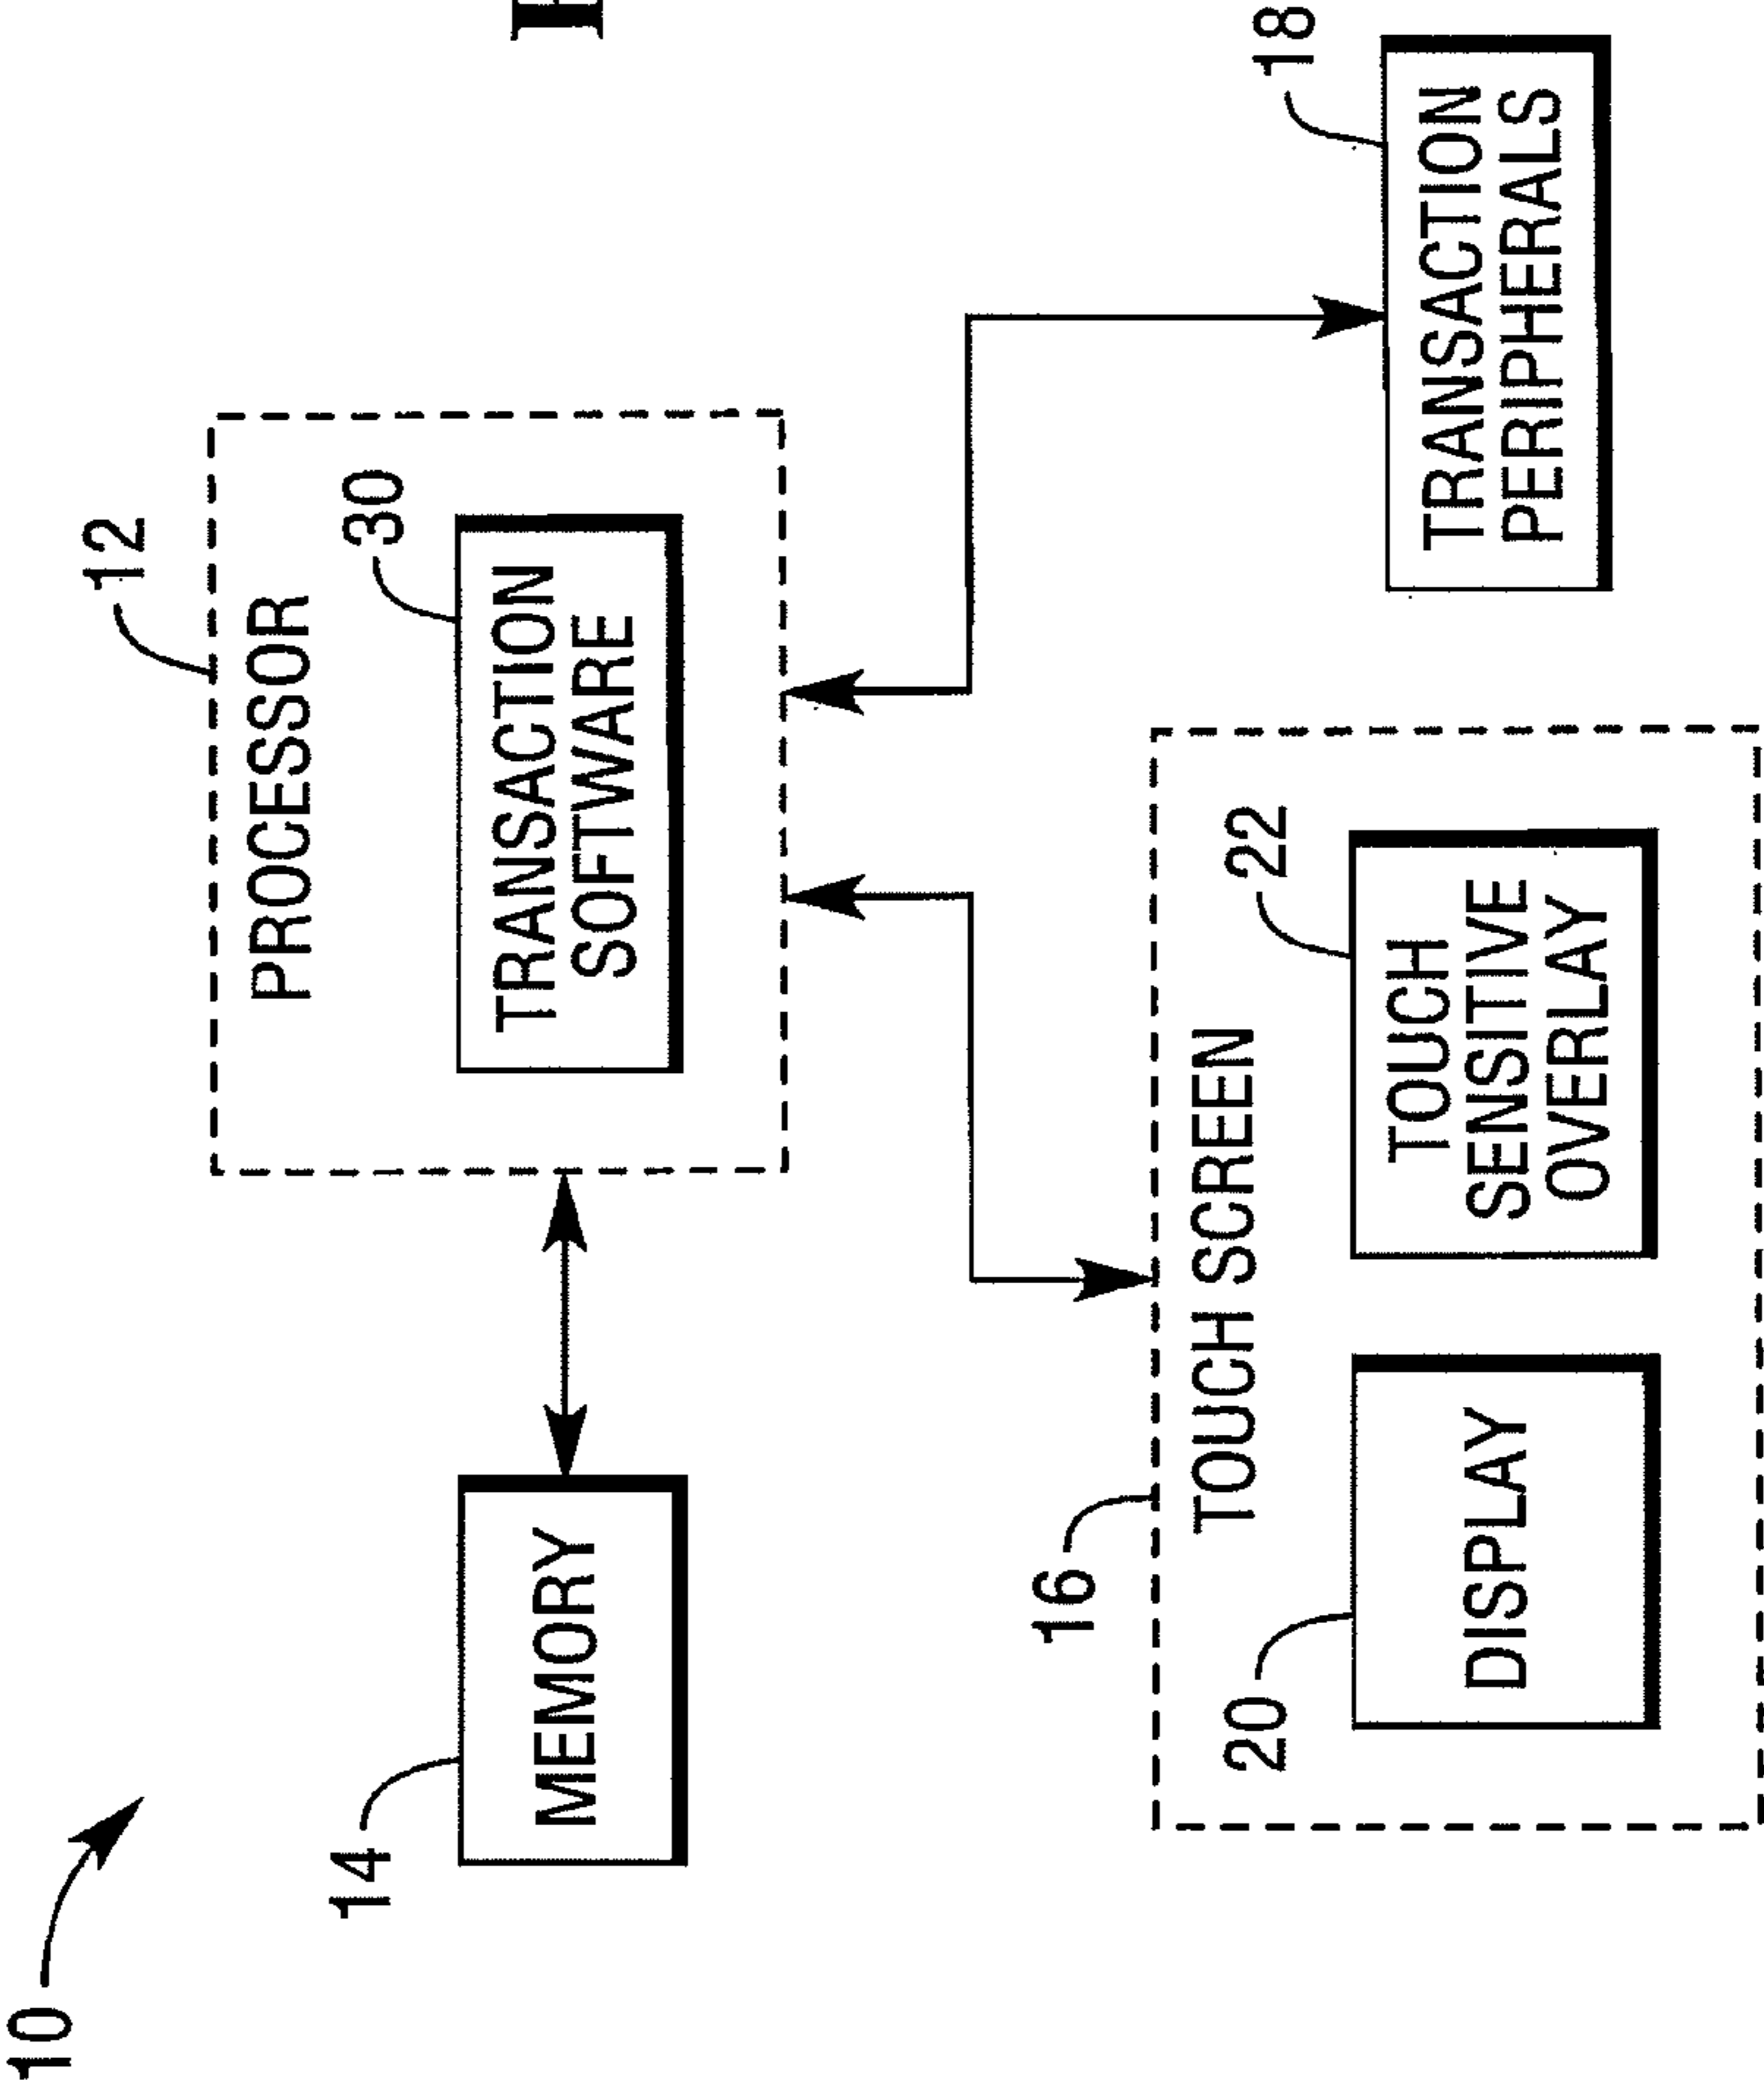 10
12
PROCESSOR
30
TRANSACTION
SOFTWARE
14
MEMORY
16
TOUCH SCREEN
20
DISPLAY
22
TOUCH
SENSITIVE
OVERLAY
18
TRANSACTION
PERIPHERALS